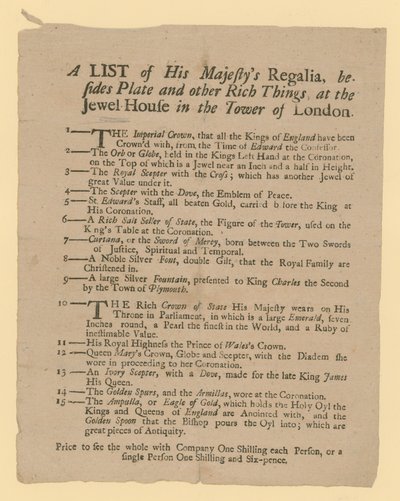 A LIST of His Majeſty's Regalia, be-
ſides Plate and other Rich Things, at the
Jewel-Houſe in the Tower of London.
1—THE Imperial Crown, that all the Kings of England have been
Crown'd with, from the Time of Edward the Confeſſor.
2—The Orb or Globe, held in the Kings Left Hand at the Coronation,
on the Top of which is a Jewel near an Inch and a half in Height.
3—The Royal Scepter with the Croſs; which has another Jewel of
great Value under it.
4—The Scepter with the Dove, the Emblem of Peace.
5—St. Edward's Staff, all beaten Gold, carried before the King at
His Coronation.
6—A Rich Salt Seller of State, the Figure of the Tower, uſed on the
King's Table at the Coronation.
7—Curtana, or the Sword of Mercy, born between the Two Swords
of Juſtice, Spiritual and Temporal.
8—A Noble Silver Font, double Gilt, that the Royal Family are
Chriſtened in.
9—A large Silver Fountain, preſented to King Charles the Second
by the Town of Plymouth.
10—THE Rich Crown of State His Majeſty wears on His
Throne in Parliament, in which is a large Emerald, ſeven
Inches round, a Pearl the fineſt in the World, and a Ruby of
ineſtimable Value.
11—His Royal Highneſs the Prince of Wales's Crown.
12—Queen Mary's Crown, Globe and Scepter, with the Diadem ſhe
wore in proceeding to her Coronation.
13—An Ivory Scepter, with a Dove, made for the late King James
His Queen.
14—The Golden Spurs, and the Armillas, wore at the Coronation.
15—The Ampulla, or Eagle of Gold, which holds the Holy Oyl the
Kings and Queens of England are Anointed with, and the
Golden Spoon that the Biſhop pours the Oyl into; which are
great pieces of Antiquity.
Price to ſee the whole with Company One Shilling each Perſon, or a
ſingle Perſon One Shilling and Six-pence.